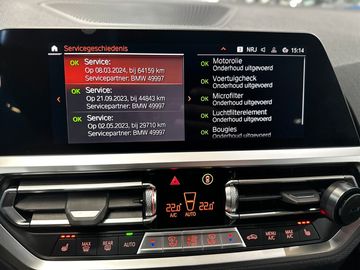 Servicegeschiedenis
NRJ
15:14
OK Service:
Op 08.03.2024, bij 64159 km
Servicepartner: BMW 49997
OK Service:
Op 21.09.2023, bij 44843 km
Servicepartner: BMW 49997
OK Service:
Op 02.05.2023, bij 29710 km
Servicepartner: BMW 49997
OK Motorolie
Onderhoud uitgevoerd
OK Voertuigcheck
Onderhoud uitgevoerd
OK Microfilter
Onderhoud uitgevoerd
OK Luchtfilterelement
Onderhoud uitgevoerd
OK Bougies
Onderhoud uitgevoerd
22.0 22.0
A/C A/C
MAX REAR AUTO
MENU A/C MAX A/C